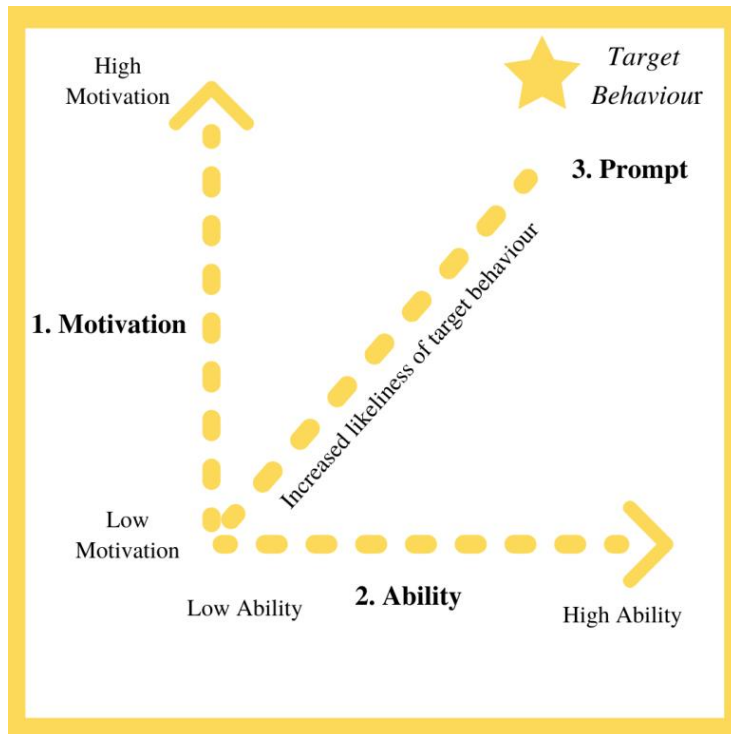 High
Motivation
Target
Behaviour
3. Prompt
1. Motivation
Increased likeliness of target behaviour
Low
Motivation
Low Ability
2. Ability
High Ability